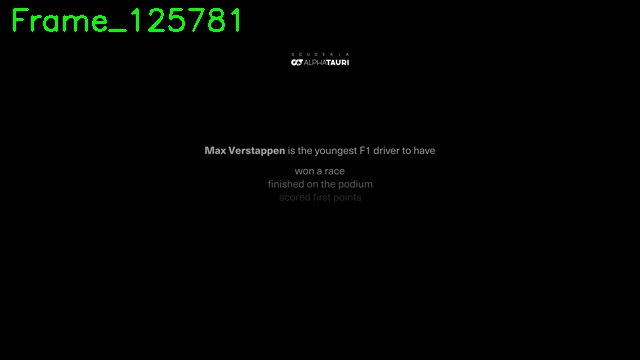 Frame_125781
SCUDERIA
ALPHATAURI
Max Verstappen is the youngest F1 driver to have
won a race
finished on the podium
scored first points